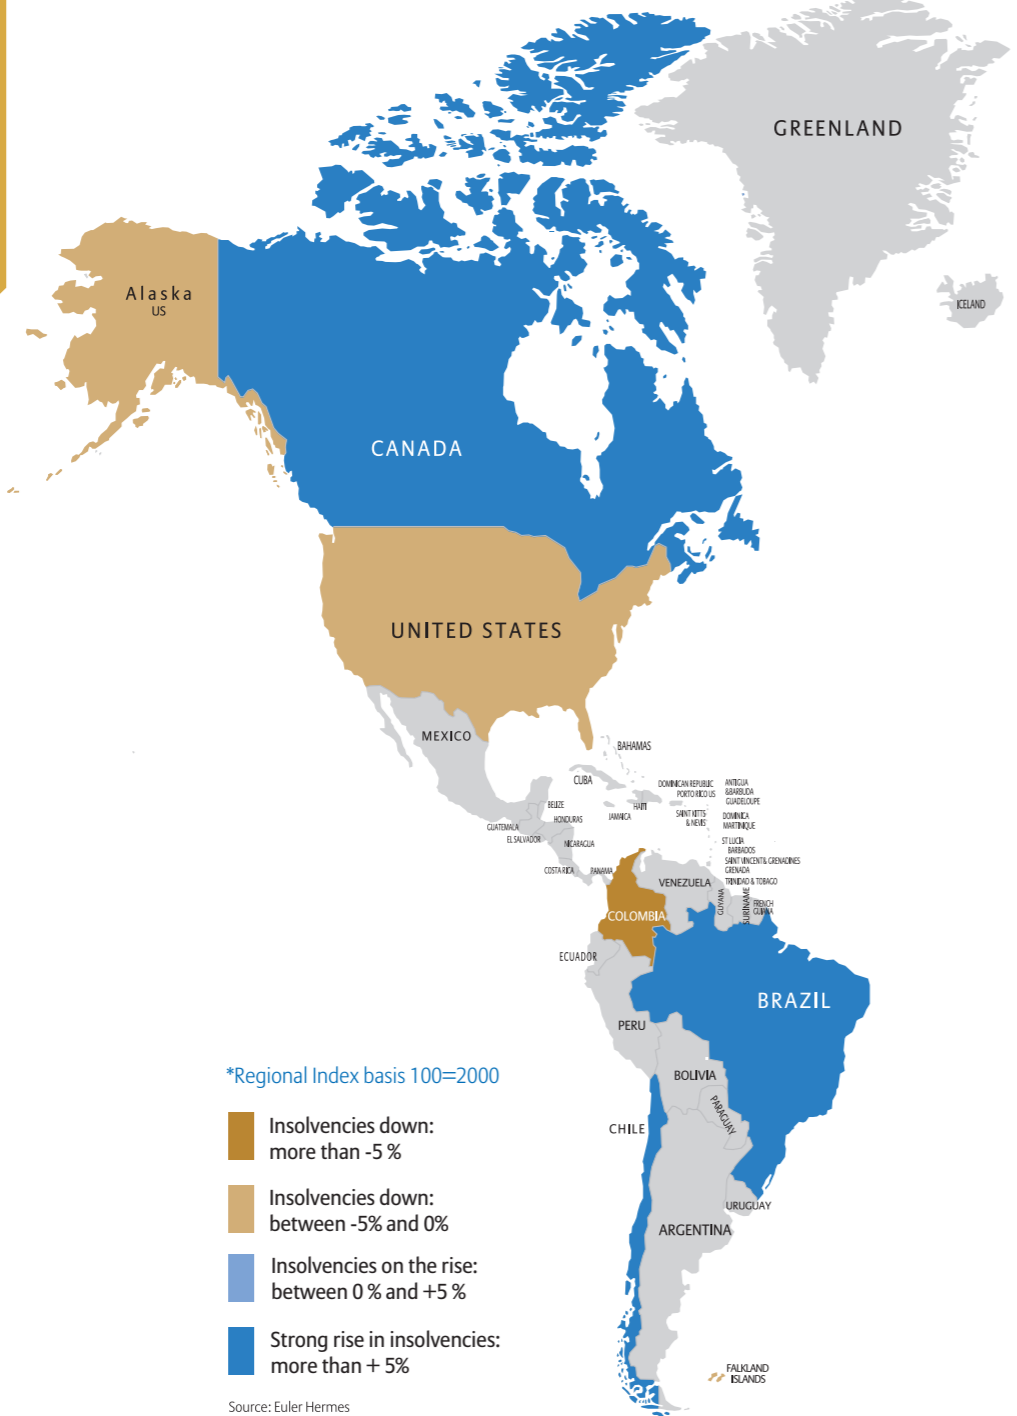 GREENLAND
ICELAND
Alaska
US
CANADA
UNITED STATES
MEXICO
BAHAMAS
CUBA
DOMINICAN REPUBLIC
PORTO RICO US
ANTIGUA
&BARBUDA
GUADELOUPE
BELIZE
HAITI
JAMAICA
SAINT KITTS
& NEVIS
DOMINICA
MARTINIQUE
HONDURAS
GUATEMALA
EL SALVADOR
NICARAGUA
ST LUCIA
BARBADOS
SAINT VINCENT& GRENADINES
GRENADA
TRINIDAD & TOBAGO
COSTA RICA
PANAMA
VENEZUELA
GUYANA
SURINAME
FRENCH
GUIANA
COLOMBIA
ECUADOR
BRAZIL
PERU
BOLIVIA
PARAGUAY
CHILE
URUGUAY
ARGENTINA
FALKLAND
ISLANDS
*Regional Index basis 100=2000
Insolvencies down:
more than -5 %
Insolvencies down:
between -5% and 0%
Insolvencies on the rise:
between 0 % and +5 %
Strong rise in insolvencies:
more than + 5%
Source: Euler Hermes